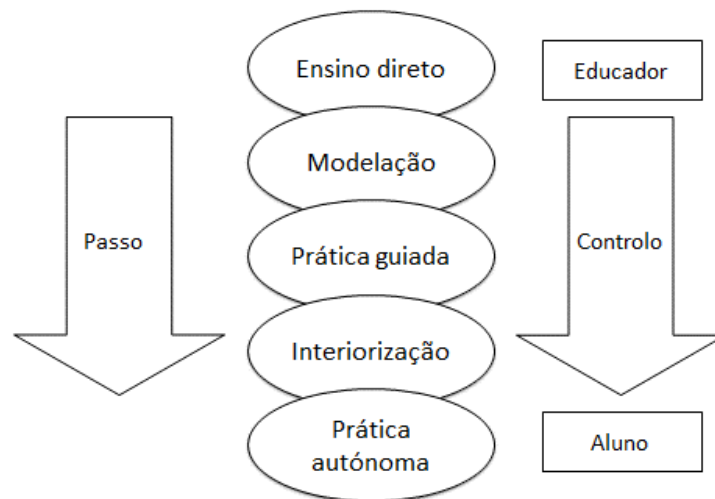 Ensino direto
Educador
Modelação
Passo
Prática guiada
Controlo
Interiorização
Prática
autónoma
Aluno